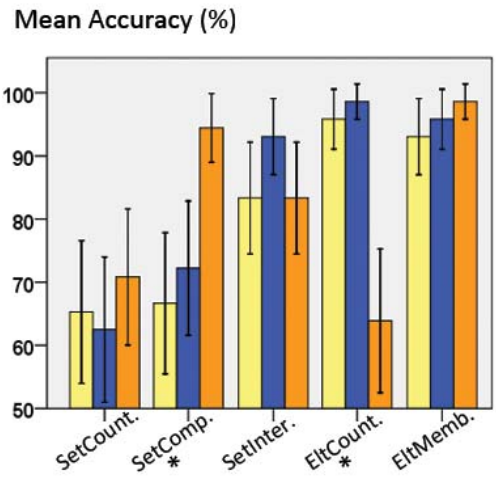 Mean Accuracy (%)
100
90
80
70
60
50
SetCount.
SetComp.
*
SetInter.
EltCount.
*
EltMemb.